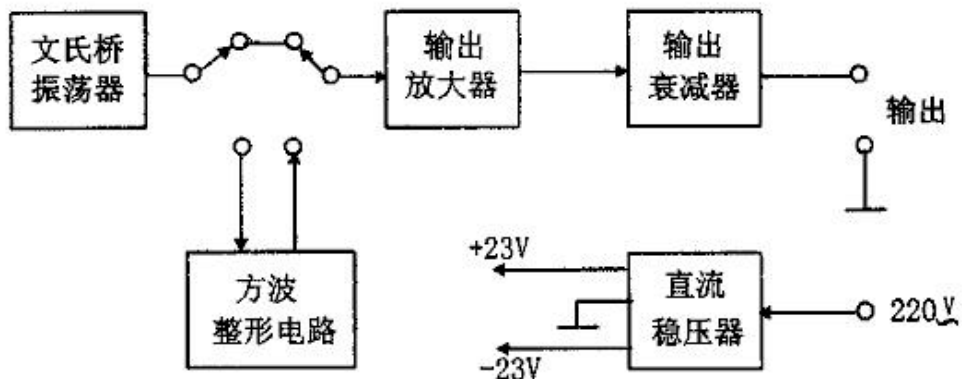 文氏桥
振荡器
输出
放大器
输出
衰减器
输出
方波
整形电路
+23V
-23V
直流
稳压器
220V